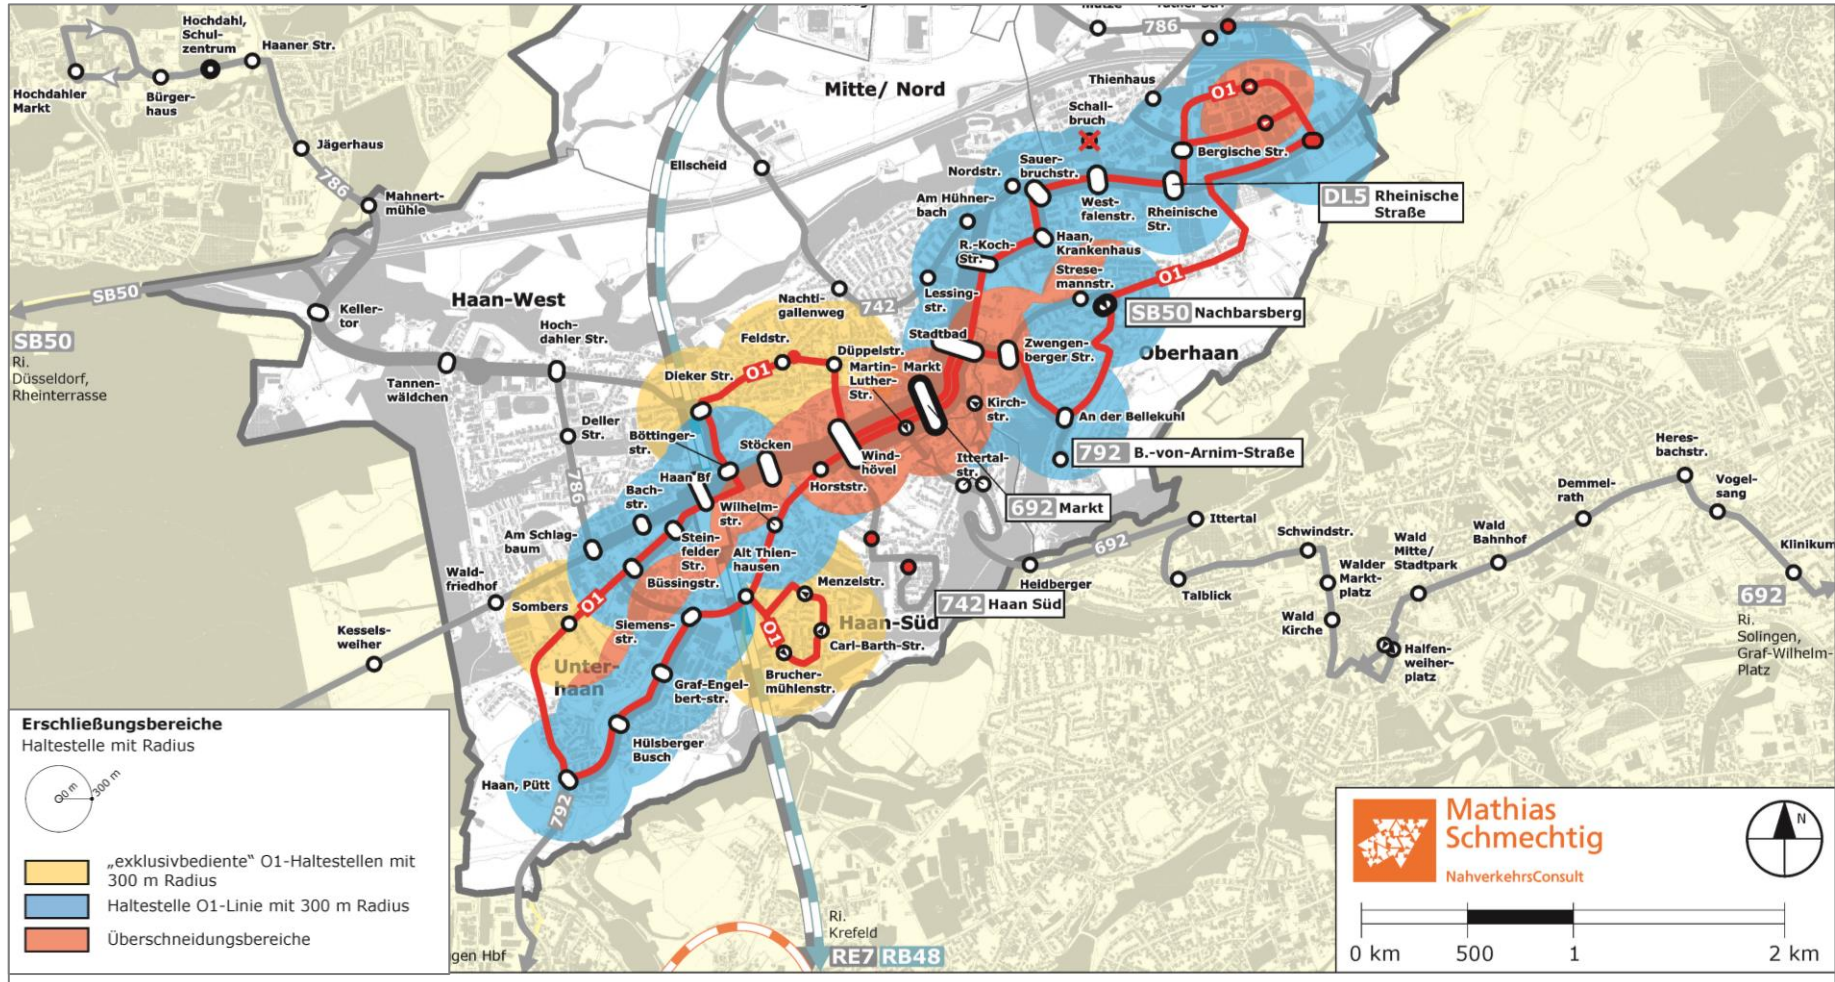 Hochdahl,
Schul-
zentrum
Haaner Str.
Hochdahler
Markt
Bürger-
haus
Jägerhaus
786
Mahnert-
mühle
SB50
SB50
Ri.
Düsseldorf,
Rheinterrasse
Keller-
tor
Haan-West
Tannen-
wäldchen
Hoch-
dahler Str.
Deller
Str.
786
Mitte/ Nord
Ellscheid
786
Thienhaus
Schall-
bruch
O1
Bergische Str.
Sauer-
bruchstr.
Nordstr.
West-
falenstr.
Rheinische
Str.
DL5 Rheinische
Straße
Am Hühner-
bach
Haan,
Krankenhaus
R.-Koch-
Str.
Strese-
mannstr.
O1
Lessing-
str.
Nachti-
gallenweg
742
SB50 Nachbarsberg
Stadtbad
Zwengen-
berger Str.
Oberhaan
Feldstr.
Düppelstr.
Dieker Str.
O1
Martin-
Luther-
Str.
Markt
Kirch-
str.
An der Bellekuhl
792 B.-von-Arnim-Straße
Böttinger-
str.
Stöcken
Wind-
hövel
Ittertal-
str.
Haan Bf
Horststr.
692 Markt
Bach-
str.
Wilhelm-
str.
Am Schlag-
baum
Stein-
felder
Str.
Alt Thien-
hausen
Büssingstr.
Wald-
friedhof
Sombers
O1
Menzelstr.
Heidberger
692
742 Haan Süd
Haan-Süd
Siemens-
str.
O1
Carl-Barth-Str.
Kessels-
weiher
Unter-
haan
Graf-Engel-
bert-str.
Brucher-
mühlenstr.
Hülsberger
Busch
Haan, Pütt
792
Ittertal
Talblick
Schwindstr.
Walder
Markt-
platz
Wald
Kirche
Wald
Mitte/
Stadtpark
Halfen-
weiher-
platz
Wald
Bahnhof
Demmel-
rath
Heres-
bachstr.
Vogel-
sang
Klinikum
692
Ri.
Solingen,
Graf-Wilhelm-
Platz
Erschließungsbereiche
Haltestelle mit Radius
0 m
300 m
„exklusivbediente“ O1-Haltestellen mit
300 m Radius
Haltestelle O1-Linie mit 300 m Radius
Überschneidungsbereiche
gen Hbf
Ri.
Krefeld
RE7 RB48
Mathias
Schmechtig
NahverkehrsConsult
N
0 km 500 1 2 km